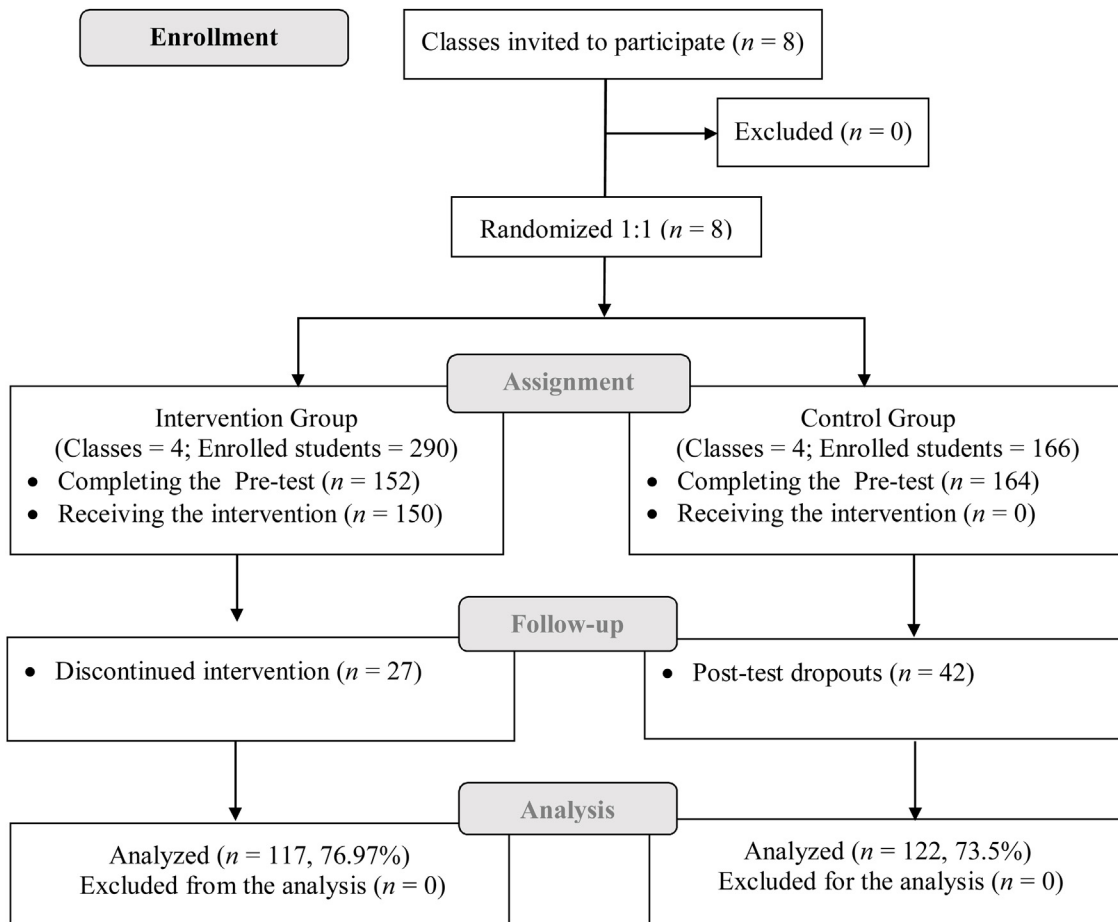 Enrollment
Classes invited to participate (n = 8)
Excluded (n = 0)
Randomized 1:1 (n = 8)
Assignment
Intervention Group
(Classes = 4; Enrolled students = 290)
• Completing the Pre-test (n = 152)
• Receiving the intervention (n = 150)
Control Group
(Classes = 4; Enrolled students = 166)
• Completing the Pre-test (n = 164)
• Receiving the intervention (n = 0)
Follow-up
• Discontinued intervention (n = 27)
• Post-test dropouts (n = 42)
Analysis
Analyzed (n = 117, 76.97%)
Excluded from the analysis (n = 0)
Analyzed (n = 122, 73.5%)
Excluded for the analysis (n = 0)